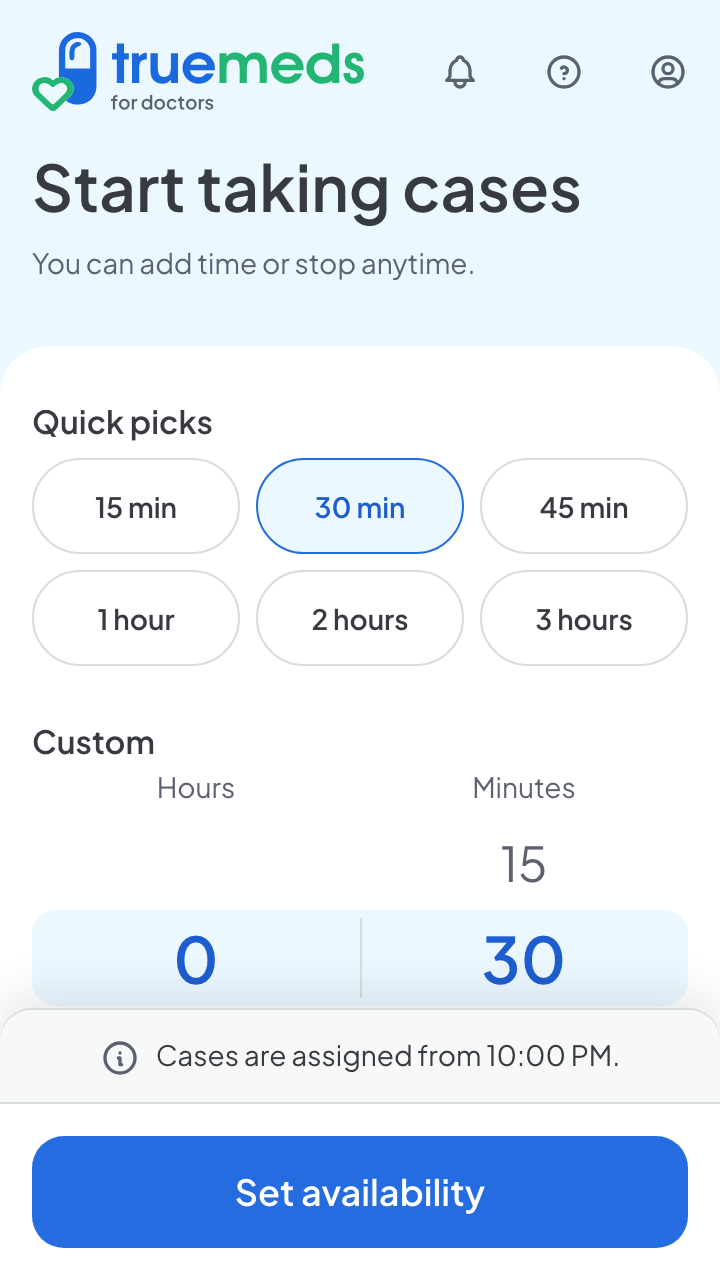 truemeds
for doctors
Start taking cases
You can add time or stop anytime.
Quick picks
15 min
30 min
45 min
1 hour
2 hours
3 hours
Custom
Hours
Minutes
15
0
30
Cases are assigned from 10:00 PM.
Set availability